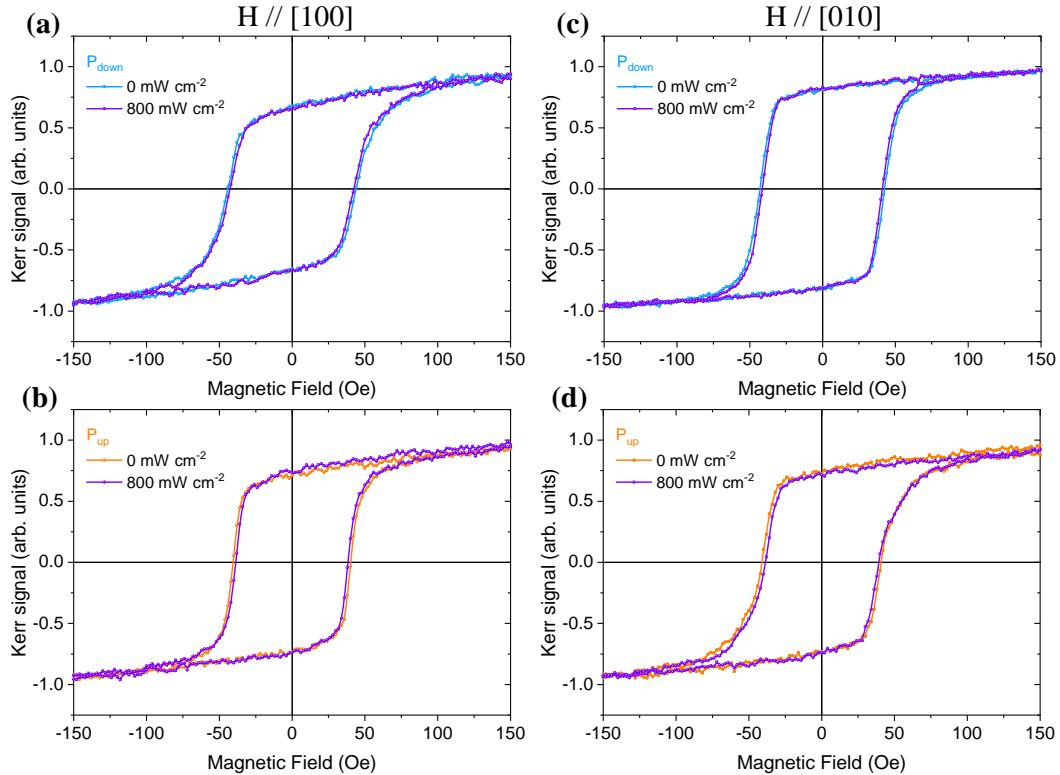 H // [100]
(a)
P_down
0 mW cm⁻²
800 mW cm⁻²
Kerr signal (arb. units)
1.0
0.5
0.0
-0.5
-1.0
-150 -100 -50 0 50 100 150
Magnetic Field (Oe)
(b)
P_up
0 mW cm⁻²
800 mW cm⁻²
Kerr signal (arb. units)
1.0
0.5
0.0
-0.5
-1.0
-150 -100 -50 0 50 100 150
Magnetic Field (Oe)
H // [010]
(c)
P_down
0 mW cm⁻²
800 mW cm⁻²
Kerr signal (arb. units)
1.0
0.5
0.0
-0.5
-1.0
-150 -100 -50 0 50 100 150
Magnetic Field (Oe)
(d)
P_up
0 mW cm⁻²
800 mW cm⁻²
Kerr signal (arb. units)
1.0
0.5
0.0
-0.5
-1.0
-150 -100 -50 0 50 100 150
Magnetic Field (Oe)